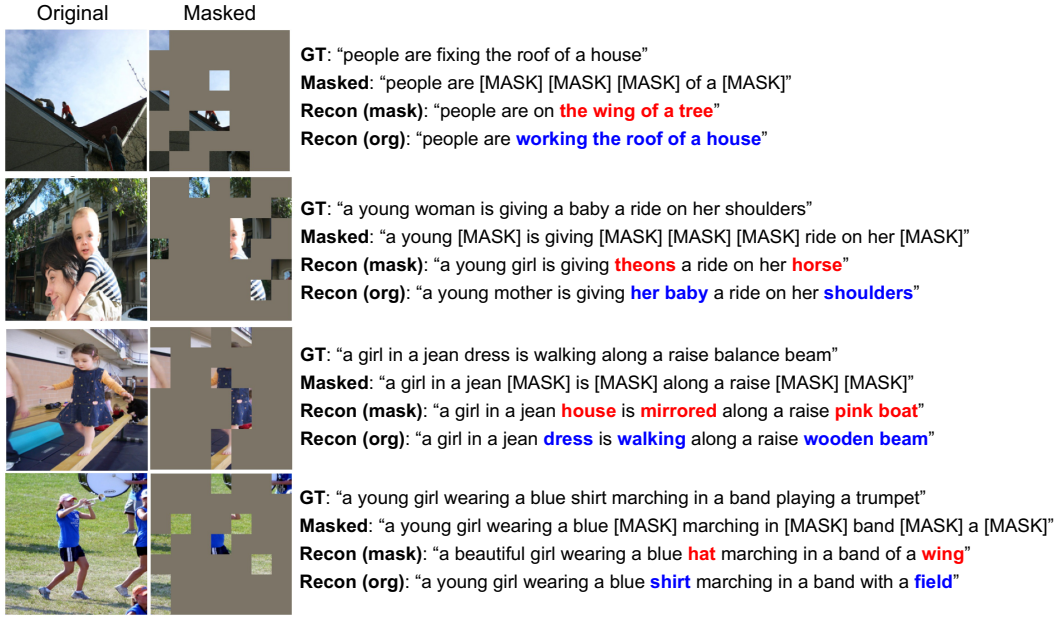 Original Masked
GT: “people are fixing the roof of a house”
Masked: “people are [MASK] [MASK] [MASK] of a [MASK]”
Recon (mask): “people are on the wing of a tree”
Recon (org): “people are working the roof of a house”
GT: “a young woman is giving a baby a ride on her shoulders”
Masked: “a young [MASK] is giving [MASK] [MASK] [MASK] ride on her [MASK]”
Recon (mask): “a young girl is giving theons a ride on her horse”
Recon (org): “a young mother is giving her baby a ride on her shoulders”
GT: “a girl in a jean dress is walking along a raise balance beam”
Masked: “a girl in a jean [MASK] is [MASK] along a raise [MASK] [MASK]”
Recon (mask): “a girl in a jean house is mirrored along a raise pink boat”
Recon (org): “a girl in a jean dress is walking along a raise wooden beam”
GT: “a young girl wearing a blue shirt marching in a band playing a trumpet”
Masked: “a young girl wearing a blue [MASK] marching in [MASK] band [MASK] a [MASK]”
Recon (mask): “a beautiful girl wearing a blue hat marching in a band of a wing”
Recon (org): “a young girl wearing a blue shirt marching in a band with a field”